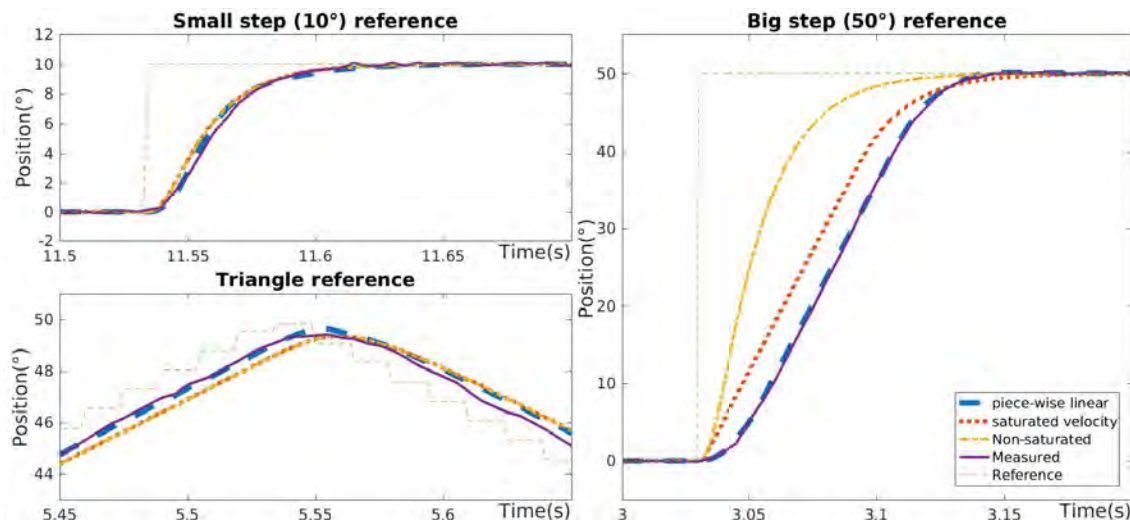 Small step (10°) reference
12
10
8
6
4
2
0
-2
Position(°)
11.5
11.55
11.6
11.65
Time(s)
Triangle reference
50
48
46
44
Position(°)
5.45
5.5
5.55
5.6
Time(s)
Big step (50°) reference
50
40
30
20
10
0
Position(°)
3
3.05
3.1
3.15
Time(s)
piece-wise linear
saturated velocity
Non-saturated
Measured
Reference